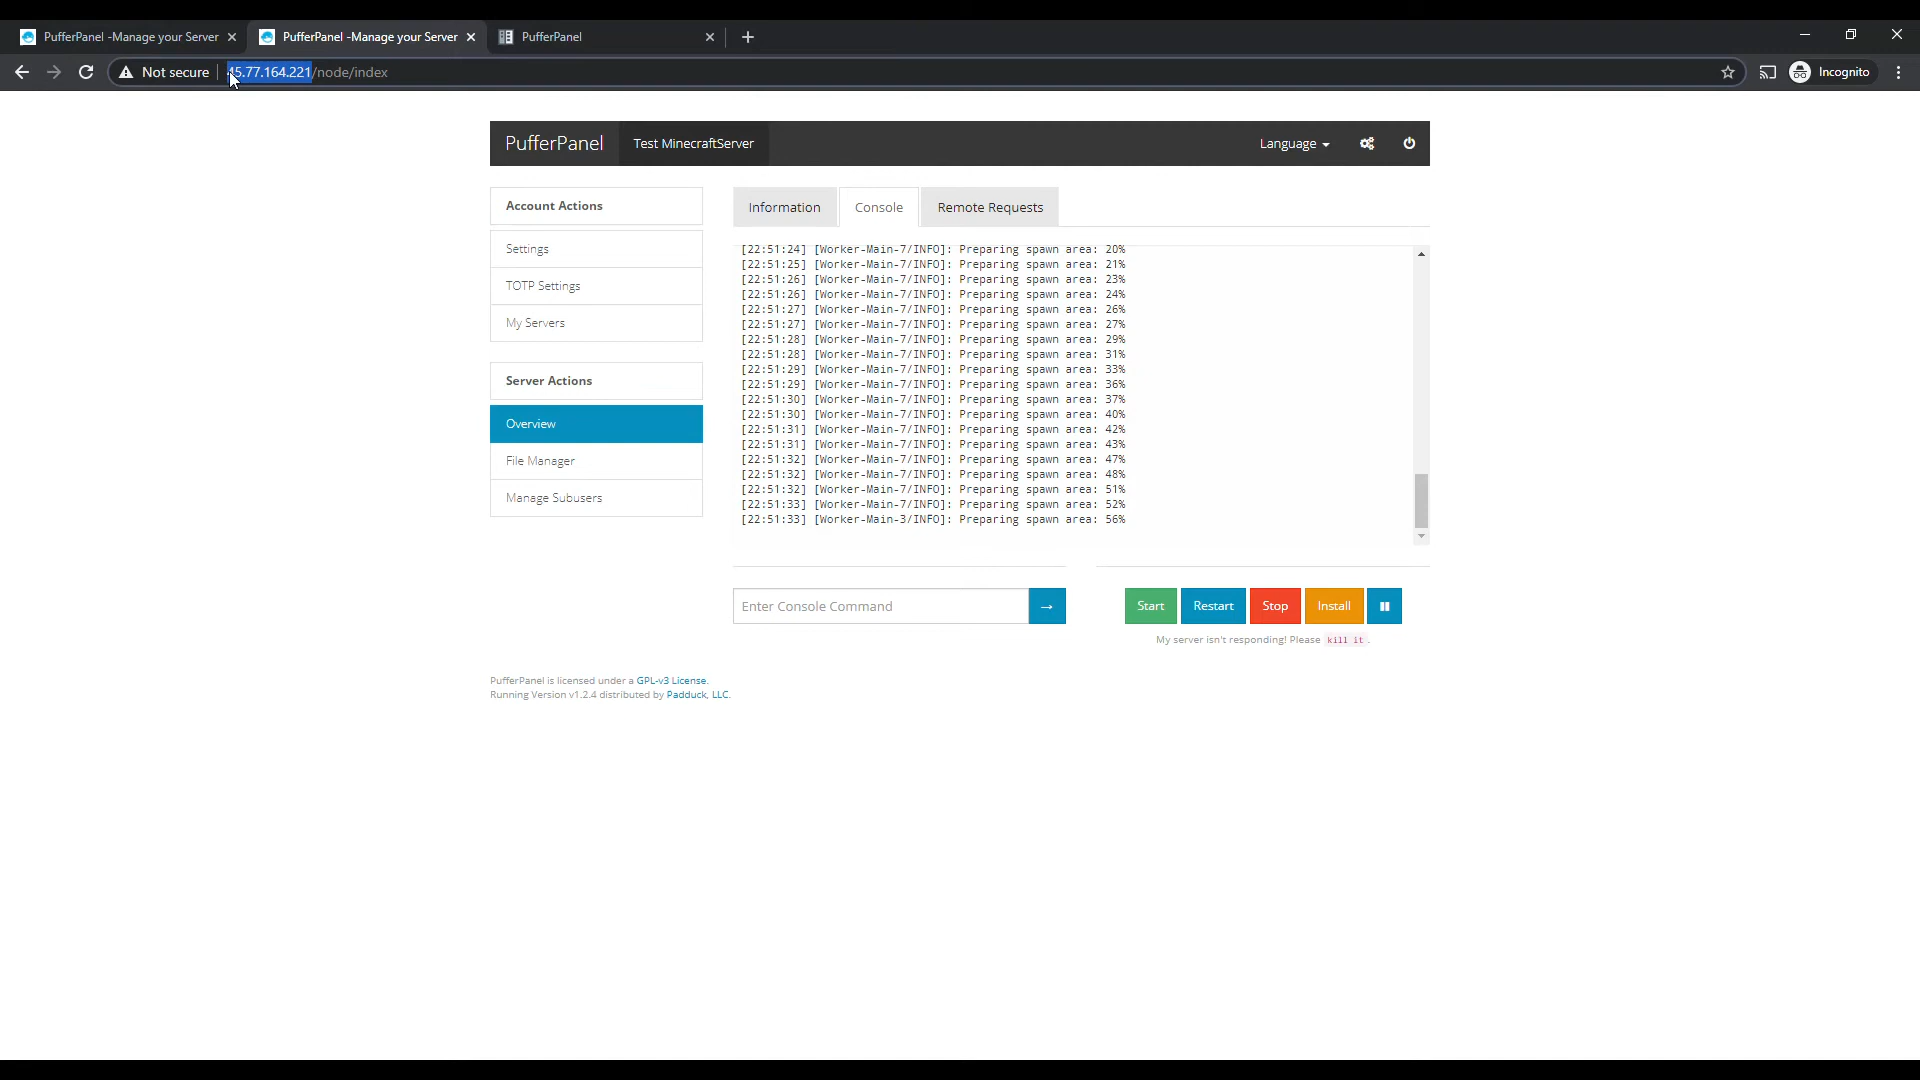 PufferPanel -Manage your Server
PufferPanel -Manage your Server
PufferPanel
Not secure
45.77.164.221/node/index
Incognito
PufferPanel
Test MinecraftServer
Language
Account Actions
Settings
TOTP Settings
My Servers
Server Actions
Overview
File Manager
Manage Subusers
Information
Console
Remote Requests
[22:51:24] [Worker-Main-7/INFO]: Preparing spawn area: 20%
[22:51:25] [Worker-Main-7/INFO]: Preparing spawn area: 21%
[22:51:26] [Worker-Main-7/INFO]: Preparing spawn area: 23%
[22:51:26] [Worker-Main-7/INFO]: Preparing spawn area: 24%
[22:51:27] [Worker-Main-7/INFO]: Preparing spawn area: 26%
[22:51:27] [Worker-Main-7/INFO]: Preparing spawn area: 27%
[22:51:28] [Worker-Main-7/INFO]: Preparing spawn area: 29%
[22:51:28] [Worker-Main-7/INFO]: Preparing spawn area: 31%
[22:51:29] [Worker-Main-7/INFO]: Preparing spawn area: 33%
[22:51:29] [Worker-Main-7/INFO]: Preparing spawn area: 36%
[22:51:30] [Worker-Main-7/INFO]: Preparing spawn area: 37%
[22:51:30] [Worker-Main-7/INFO]: Preparing spawn area: 40%
[22:51:31] [Worker-Main-7/INFO]: Preparing spawn area: 42%
[22:51:31] [Worker-Main-7/INFO]: Preparing spawn area: 43%
[22:51:32] [Worker-Main-7/INFO]: Preparing spawn area: 47%
[22:51:32] [Worker-Main-7/INFO]: Preparing spawn area: 48%
[22:51:32] [Worker-Main-7/INFO]: Preparing spawn area: 51%
[22:51:33] [Worker-Main-7/INFO]: Preparing spawn area: 52%
[22:51:33] [Worker-Main-3/INFO]: Preparing spawn area: 56%
Enter Console Command
→
Start
Restart
Stop
Install
My server isn't responding! Please kill it.
PufferPanel is licensed under a GPL-v3 License.
Running Version v1.2.4 distributed by Padduck, LLC.